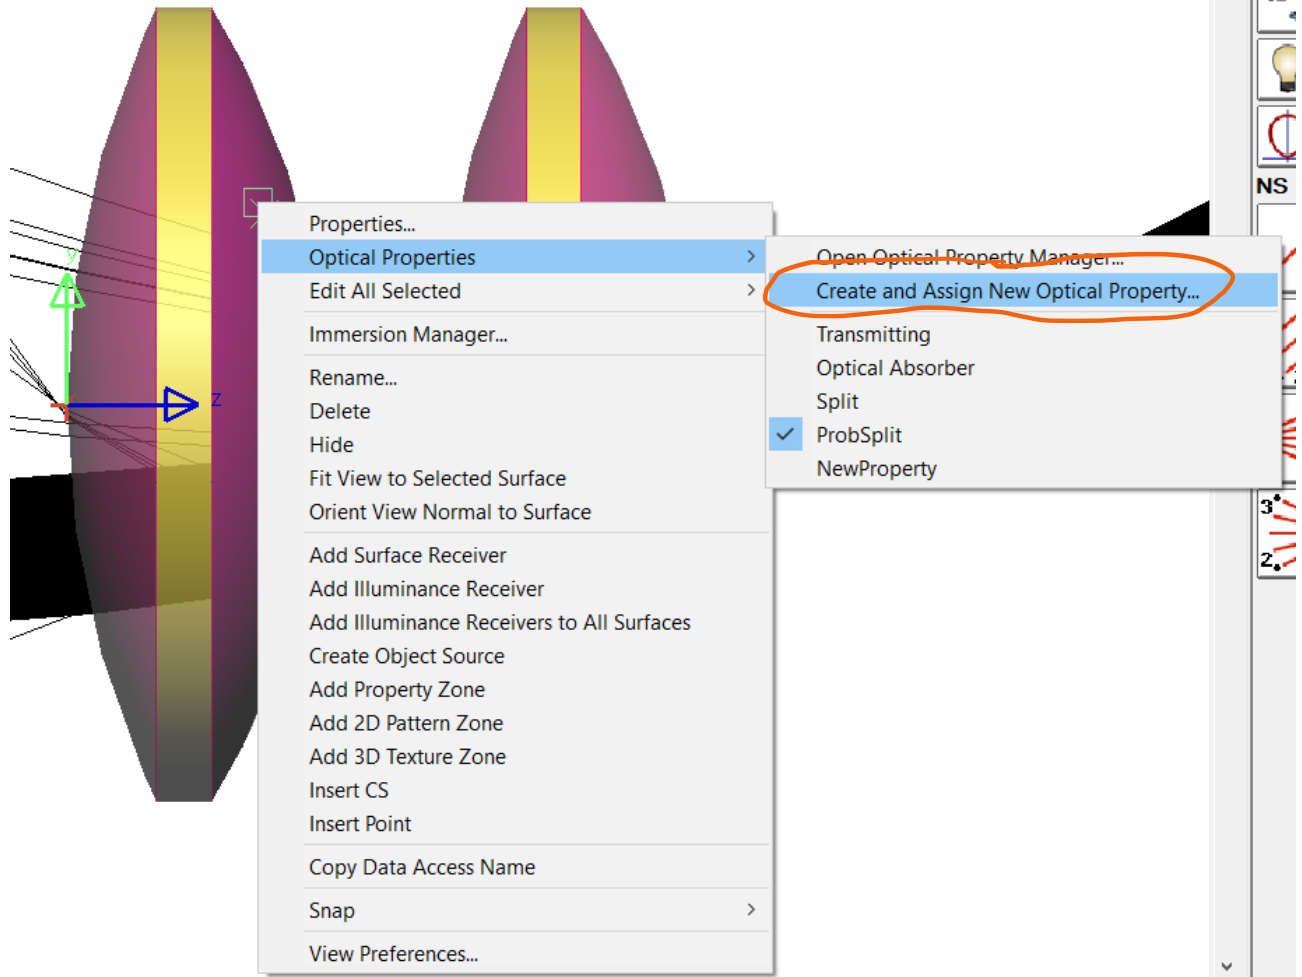 y
z
Properties...
Optical Properties
Edit All Selected
Immersion Manager...
Rename...
Delete
Hide
Fit View to Selected Surface
Orient View Normal to Surface
Add Surface Receiver
Add Illuminance Receiver
Add Illuminance Receivers to All Surfaces
Create Object Source
Add Property Zone
Add 2D Pattern Zone
Add 3D Texture Zone
Insert CS
Insert Point
Copy Data Access Name
Snap
View Preferences...
Open Optical Property Manager...
Create and Assign New Optical Property...
Transmitting
Optical Absorber
Split
ProbSplit
NewProperty
NS
3
2